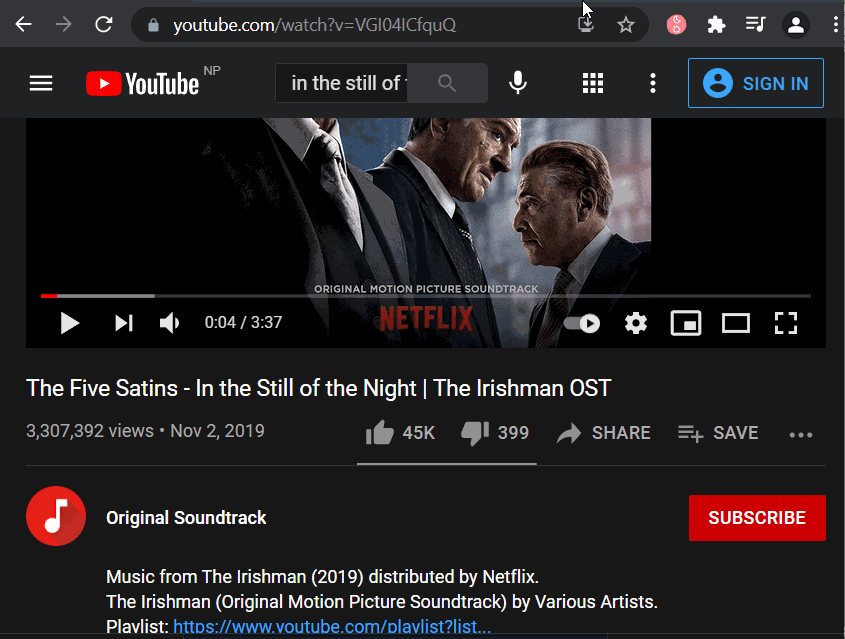 youtube.com/watch?v=VGI04ICfquQ
YouTube NP
in the still of
SIGN IN
ORIGINAL MOTION PICTURE SOUNDTRACK
NETFLIX
0:04 / 3:37
The Five Satins - In the Still of the Night | The Irishman OST
3,307,392 views • Nov 2, 2019
45K
399
SHARE
SAVE
Original Soundtrack
SUBSCRIBE
Music from The Irishman (2019) distributed by Netflix.
The Irishman (Original Motion Picture Soundtrack) by Various Artists.
Playlist: https://www.youtube.com/playlist?list...